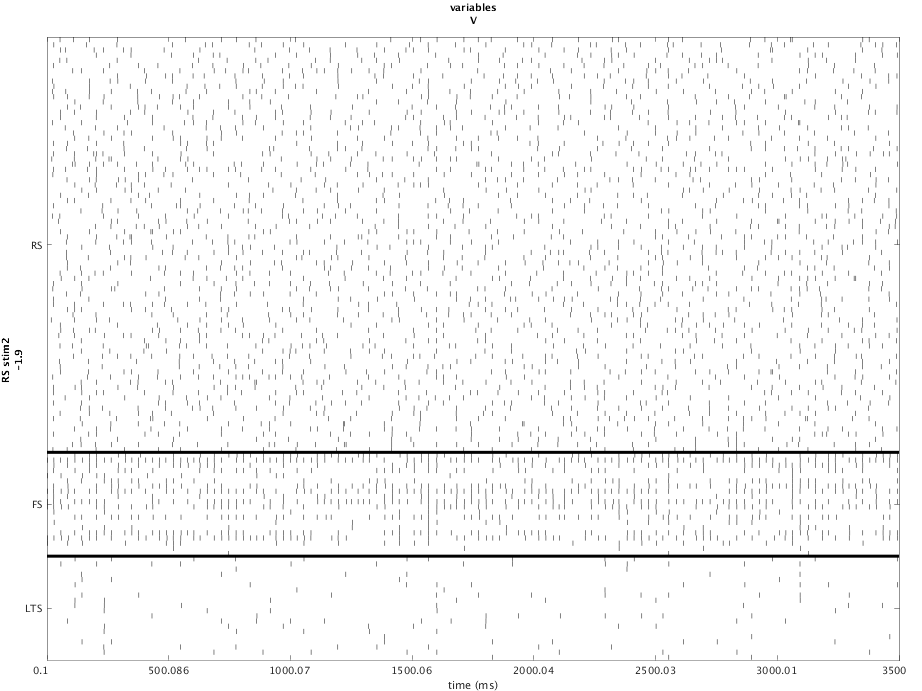 variables
V
RS
RS stim2
-1.9
FS
LTS
0.1 500.086 1000.07 1500.06 2000.04 2500.03 3000.01 3500
time (ms)